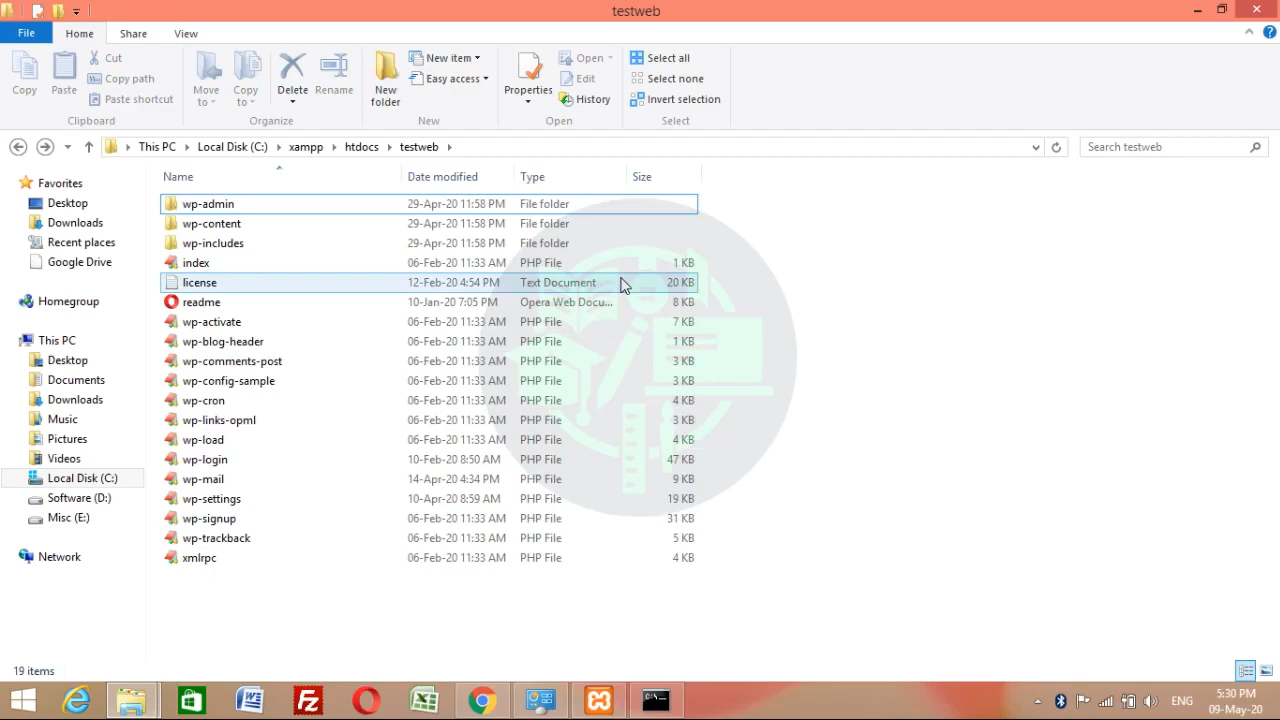 testweb
File Home Share View
Copy Paste Cut Copy path Paste shortcut Clipboard
Move to Copy to Delete Rename Organize
New folder New item Easy access New
Properties Open Edit History Open
Select all Select none Invert selection Select
This PC Local Disk (C:) xampp htdocs testweb Search testweb
Name Date modified Type Size
wp-admin 29-Apr-20 11:58 PM File folder
wp-content 29-Apr-20 11:58 PM File folder
wp-includes 29-Apr-20 11:58 PM File folder
index 06-Feb-20 11:33 AM PHP File 1 KB
license 12-Feb-20 4:54 PM Text Document 20 KB
readme 10-Jan-20 7:05 PM Opera Web Docu... 8 KB
wp-activate 06-Feb-20 11:33 AM PHP File 7 KB
wp-blog-header 06-Feb-20 11:33 AM PHP File 1 KB
wp-comments-post 06-Feb-20 11:33 AM PHP File 3 KB
wp-config-sample 06-Feb-20 11:33 AM PHP File 3 KB
wp-cron 06-Feb-20 11:33 AM PHP File 4 KB
wp-links-opml 06-Feb-20 11:33 AM PHP File 3 KB
wp-load 06-Feb-20 11:33 AM PHP File 4 KB
wp-login 10-Feb-20 8:50 AM PHP File 47 KB
wp-mail 14-Apr-20 4:34 PM PHP File 9 KB
wp-settings 10-Apr-20 8:59 AM PHP File 19 KB
wp-signup 06-Feb-20 11:33 AM PHP File 31 KB
wp-trackback 06-Feb-20 11:33 AM PHP File 5 KB
xmlrpc 06-Feb-20 11:33 AM PHP File 4 KB
Favorites
Desktop
Downloads
Recent places
Google Drive
Homegroup
This PC
Desktop
Documents
Downloads
Music
Pictures
Videos
Local Disk (C:)
Software (D:)
Misc (E:)
Network
19 items
ENG
5:30 PM
09-May-20